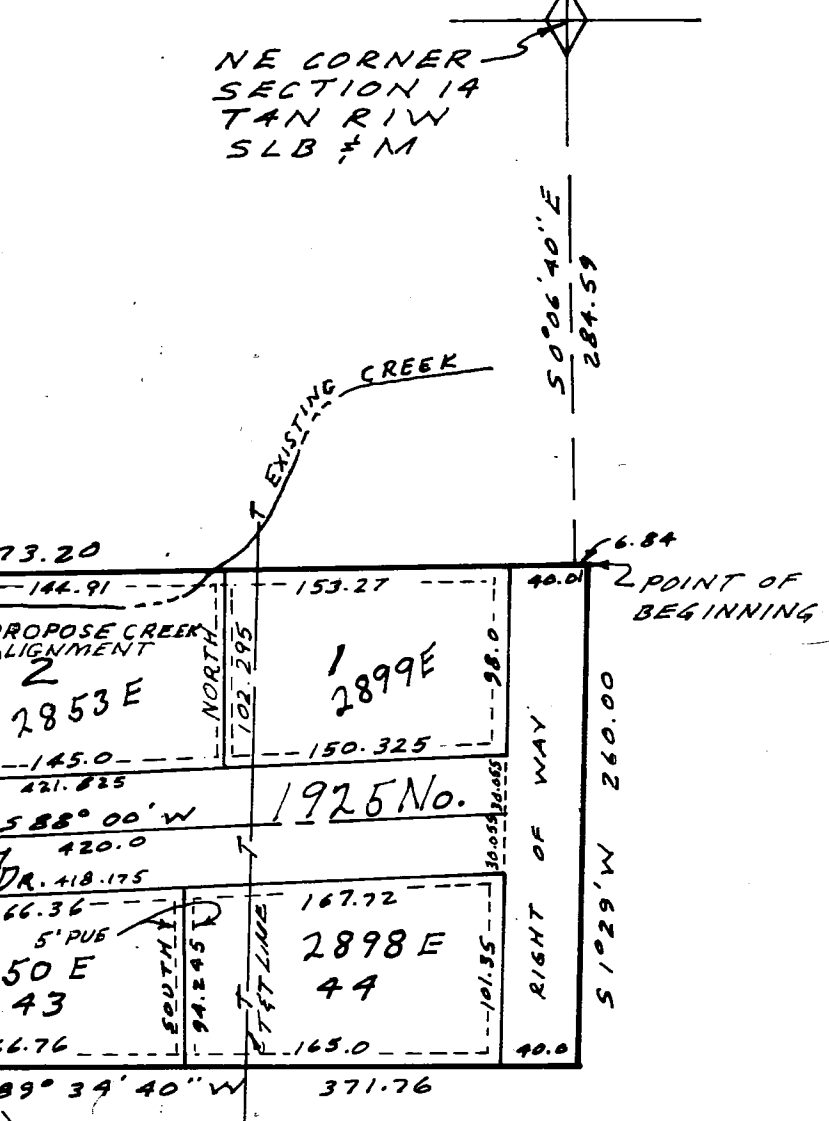 NE CORNER
SECTION 14
T4N R1W
SLB & M
S 0° 06' 40" E
284.59
EXISTING CREEK
T
73.20
6.84
POINT OF
BEGINNING
144.91
153.27
40.01
PROPOSE CREEK
ALIGNMENT
2
2853 E
NORTH
102.295
1
2899 E
98.0
145.0
150.325
421.825
S 88° 00' W
1925 No.
30.055
30.055
420.0
T
DR. 418.175
66.36
167.72
5' PUE
50 E
43
SOUTH
94.245
T
T&T LINE
2898 E
44
101.35
RIGHT OF WAY
S 1° 29' W 260.00
6.76
165.0
40.0
89° 34' 40" W
371.76